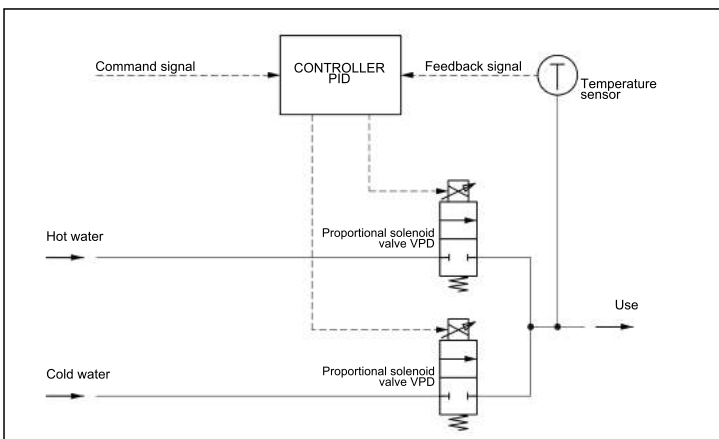 Command signal
CONTROLLER
PID
Feedback signal
T
Temperature
sensor
Proportional solenoid
valve VPD
Hot water
Use
Proportional solenoid
valve VPD
Cold water